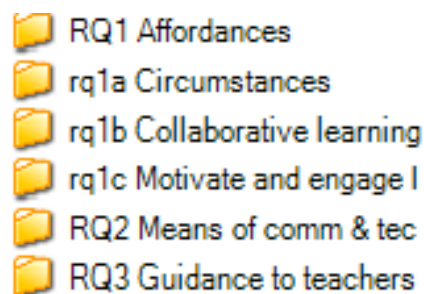 RQ1 Affordances
rq1a Circumstances
rq1b Collaborative learning
rq1c Motivate and engage l
RQ2 Means of comm & tec
RQ3 Guidance to teachers